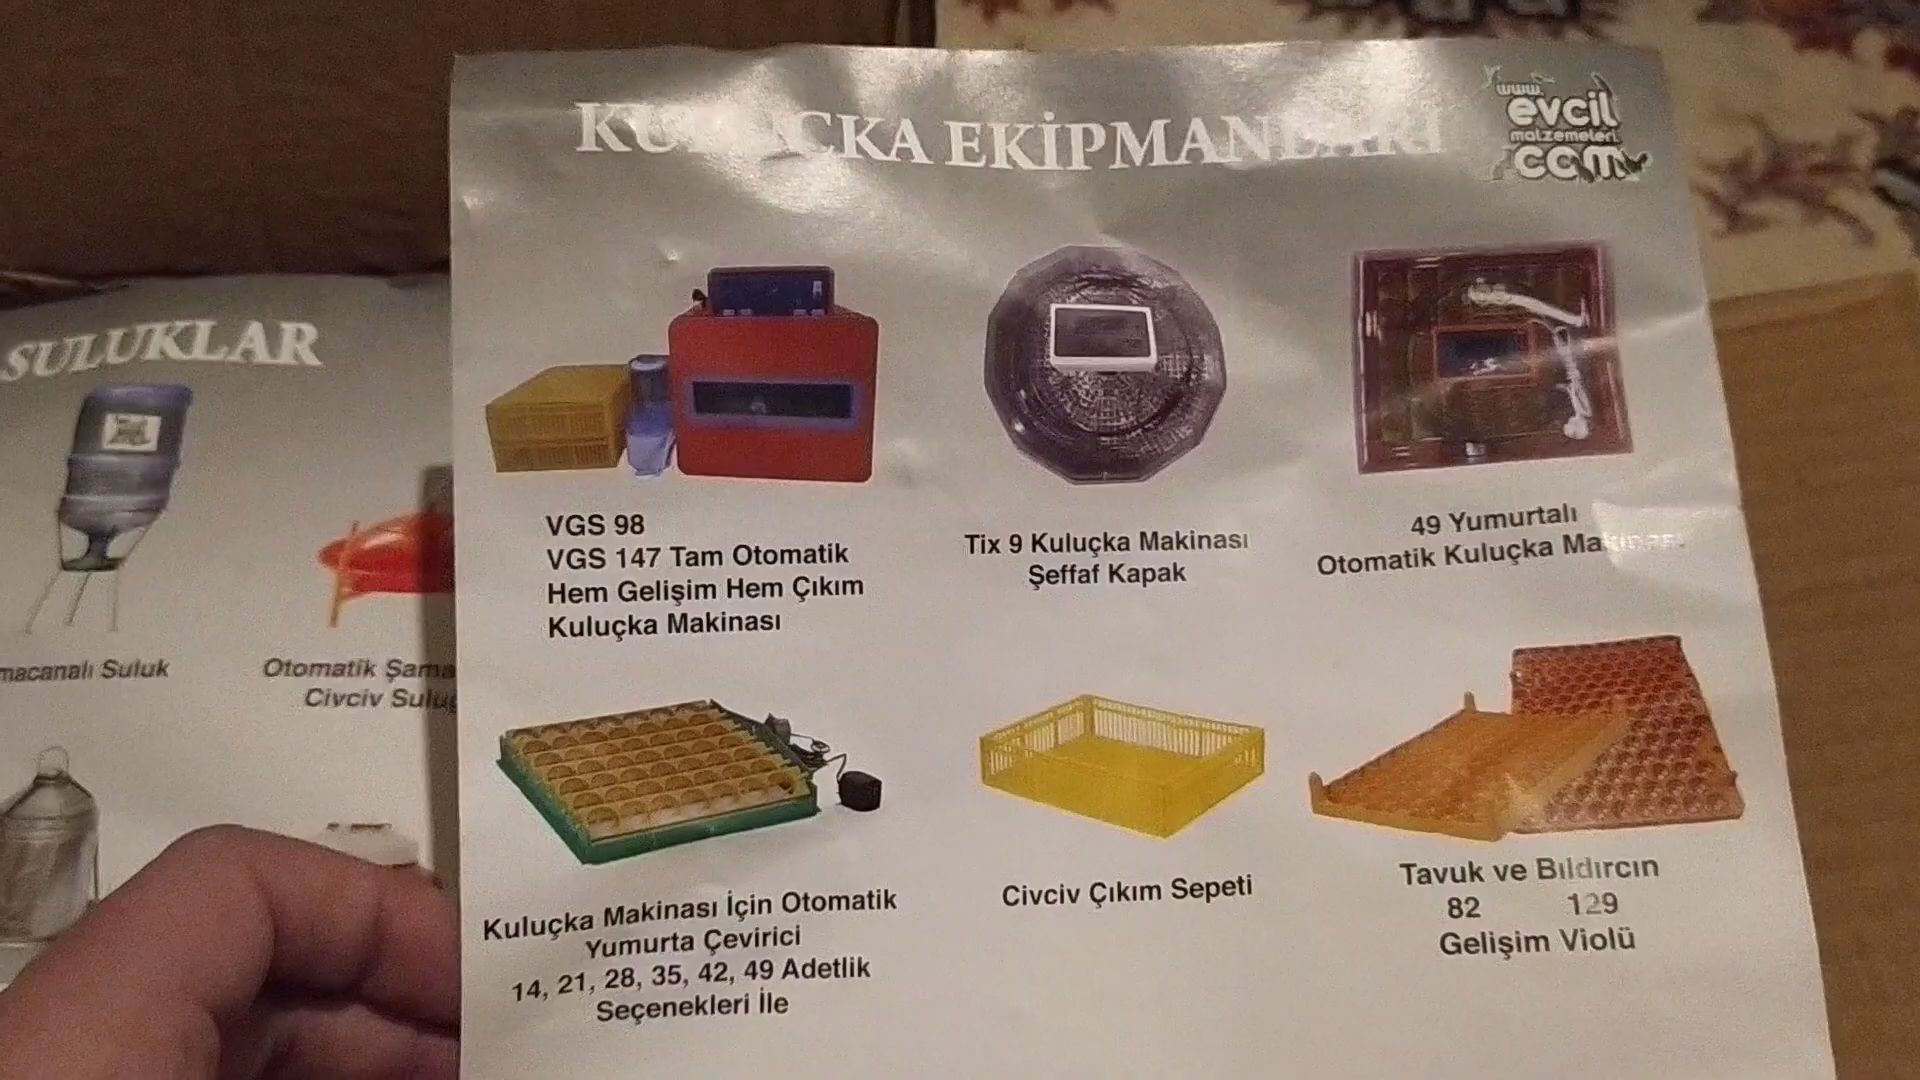 KULUÇKA EKİPMANLARI
www.
evcil
malzemeleri
com
VGS 98
VGS 147 Tam Otomatik
Hem Gelişim Hem Çıkım
Kuluçka Makinası
Tix 9 Kuluçka Makinası
Şeffaf Kapak
49 Yumurtalı
Otomatik Kuluçka Makinası
Kuluçka Makinası İçin Otomatik
Yumurta Çevirici
14, 21, 28, 35, 42, 49 Adetlik
Seçenekleri İle
Civciv Çıkım Sepeti
Tavuk ve Bıldırcın
82 129
Gelişim Violü
SULUKLAR
macanalı Suluk
Otomatik Şama
Civciv Sulu